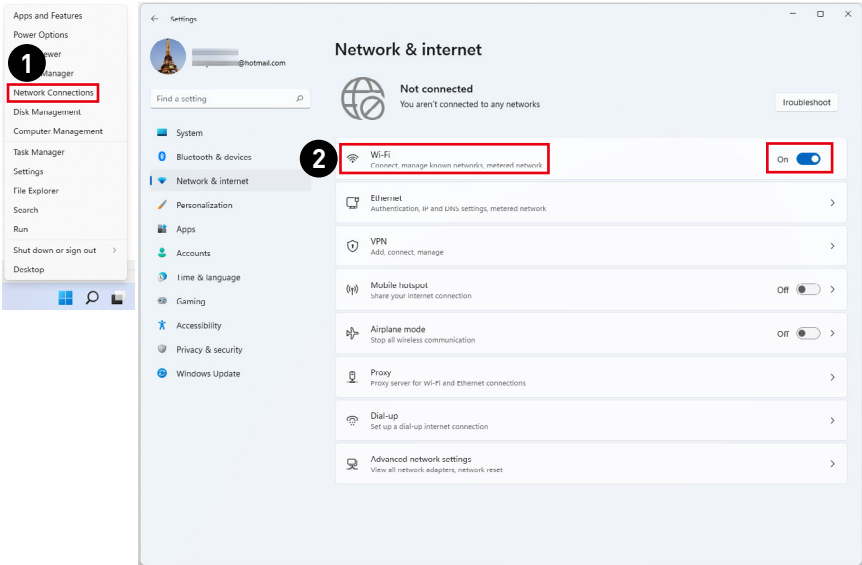 Apps and Features
Power Options
ewer
1
Manager
Network Connections
Disk Management
Computer Management
Task Manager
Settings
File Explorer
Search
Run
Shut down or sign out
Desktop
Settings
@hotmail.com
Find a setting
System
Bluetooth & devices
Network & internet
Personalization
Apps
Accounts
Time & language
Gaming
Accessibility
Privacy & security
Windows Update
Network & internet
Not connected
You aren't connected to any networks
Troubleshoot
2
Wi-Fi
Connect, manage known networks, metered network
On
Ethernet
Authentication, IP and DNS settings, metered network
VPN
Add, connect, manage
Mobile hotspot
Share your internet connection
Off
Airplane mode
Stop all wireless communication
Off
Proxy
Proxy server for Wi-Fi and Ethernet connections
Dial-up
Set up a dial-up internet connection
Advanced network settings
View all network adapters, network reset